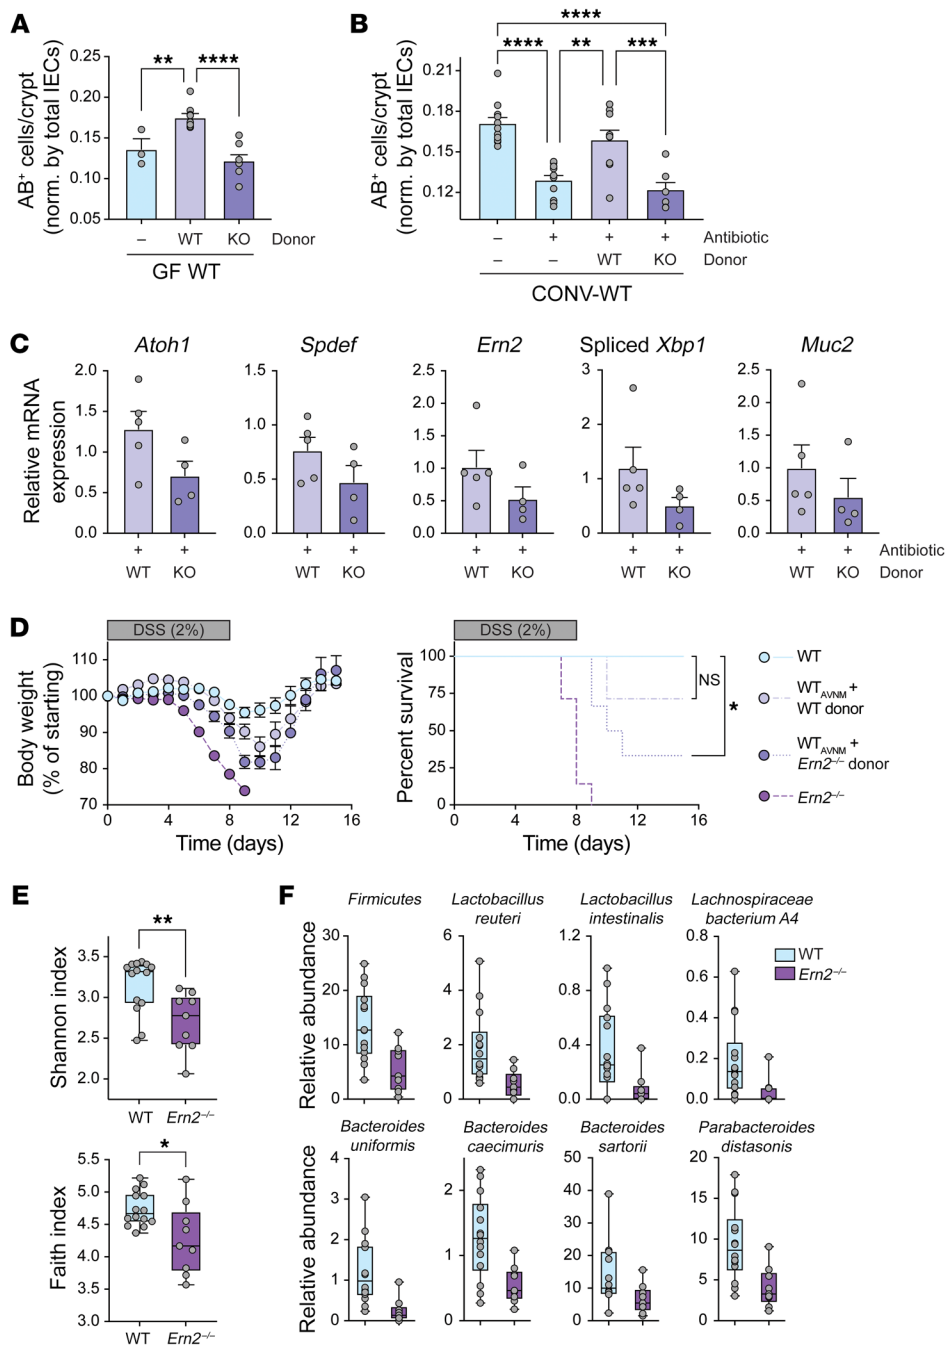 A
AB+ cells/crypt
(norm. by total IECs)
0.25
0.20
0.15
0.10
0.05
**
****
–
WT
KO
Donor
GF WT
B
AB+ cells/crypt
(norm. by total IECs)
0.21
0.18
0.15
0.12
****
****
**
***
–
+
+
+
Antibiotic
–
–
WT
KO
Donor
CONV-WT
C
Relative mRNA
expression
Atoh1
2.0
1.5
1.0
0.5
0.0
+
+
WT
KO
Spdef
1.5
1.0
0.5
0.0
+
+
WT
KO
Ern2
2.5
2.0
1.5
1.0
0.5
0.0
+
+
WT
KO
Spliced Xbp1
3
2
1
0
+
+
WT
KO
Muc2
2.5
2.0
1.5
1.0
0.5
0.0
+
+
Antibiotic
WT
KO
Donor
D
DSS (2%)
Body weight
(% of starting)
110
100
90
80
70
0
4
8
12
16
Time (days)
DSS (2%)
Percent survival
100
75
50
25
0
0
4
8
12
16
Time (days)
NS
*
WT
WTAVNM +
WT donor
WTAVNM +
Ern2–/– donor
Ern2–/–
E
Shannon index
3.5
3.0
2.5
2.0
**
WT
Ern2–/–
Faith index
5.5
5.0
4.5
4.0
3.5
3.0
*
WT
Ern2–/–
F
Relative abundance
Firmicutes
30
20
10
0
Lactobacillus
reuteri
6
4
2
0
Lactobacillus
intestinalis
1.2
0.8
0.4
0.0
Lachnospiraceae
bacterium A4
0.8
0.6
0.4
0.2
0.0
WT
Ern2–/–
Relative abundance
Bacteroides
uniformis
4
3
2
1
0
Bacteroides
caecimuris
2
1
0
Bacteroides
sartorii
50
40
30
20
10
0
Parabacteroides
distasonis
20
15
10
5
0